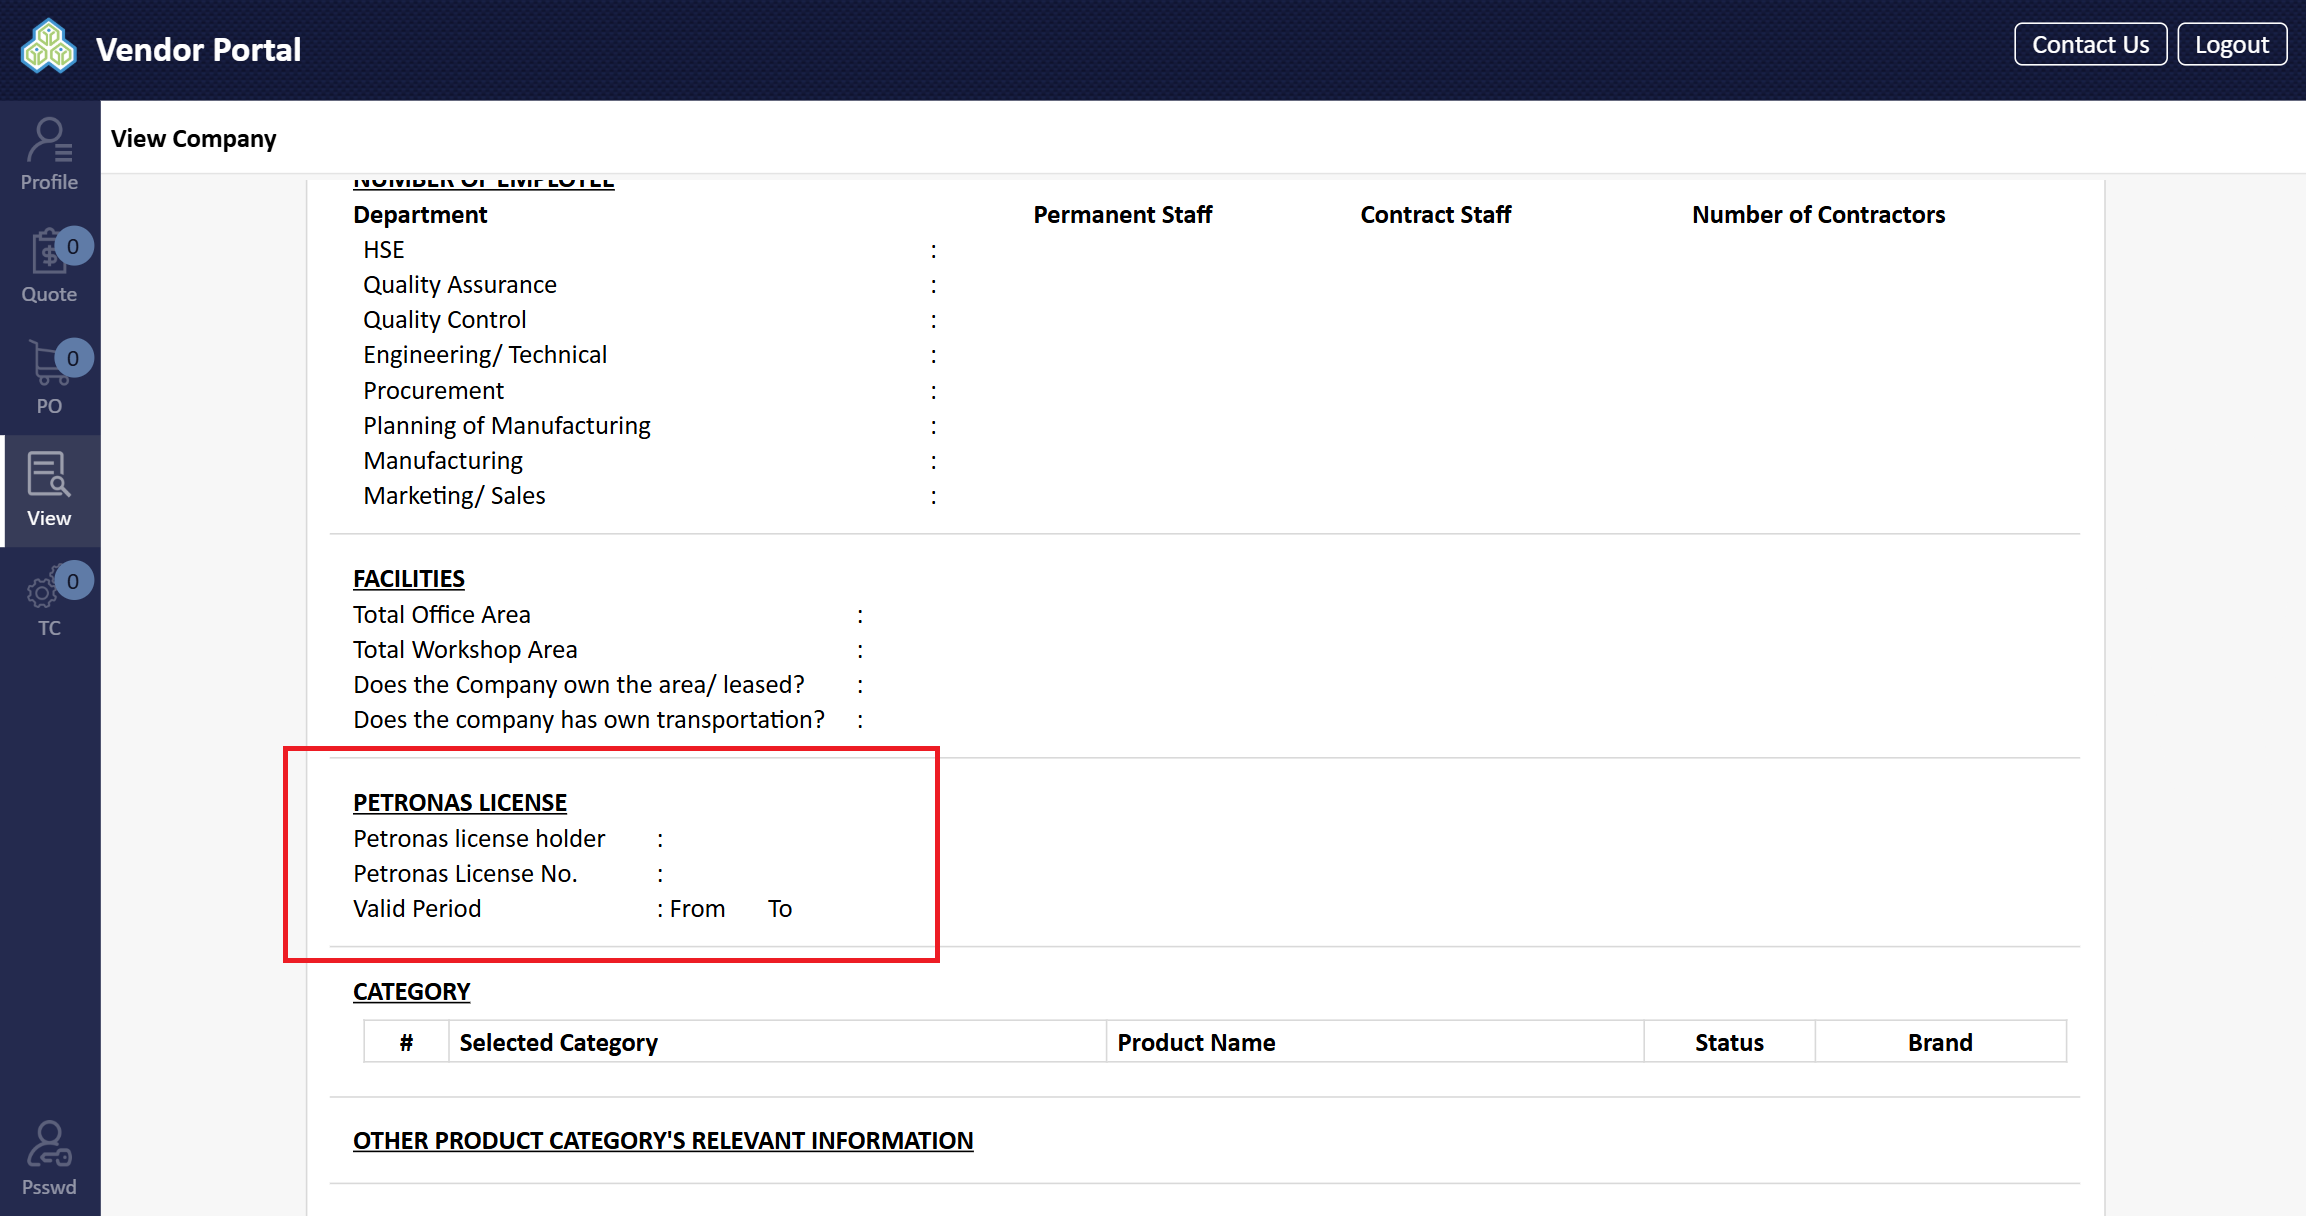 Vendor Portal
Contact Us
Logout
Profile
0
Quote
0
PO
View
0
TC
Psswd
View Company
NUMBER OF EMPLOYEE
Department Permanent Staff Contract Staff Number of Contractors
HSE :
Quality Assurance :
Quality Control :
Engineering/ Technical :
Procurement :
Planning of Manufacturing :
Manufacturing :
Marketing/ Sales :
FACILITIES
Total Office Area :
Total Workshop Area :
Does the Company own the area/ leased? :
Does the company has own transportation? :
PETRONAS LICENSE
Petronas license holder :
Petronas License No. :
Valid Period : From To
CATEGORY
# Selected Category Product Name Status Brand
OTHER PRODUCT CATEGORY'S RELEVANT INFORMATION